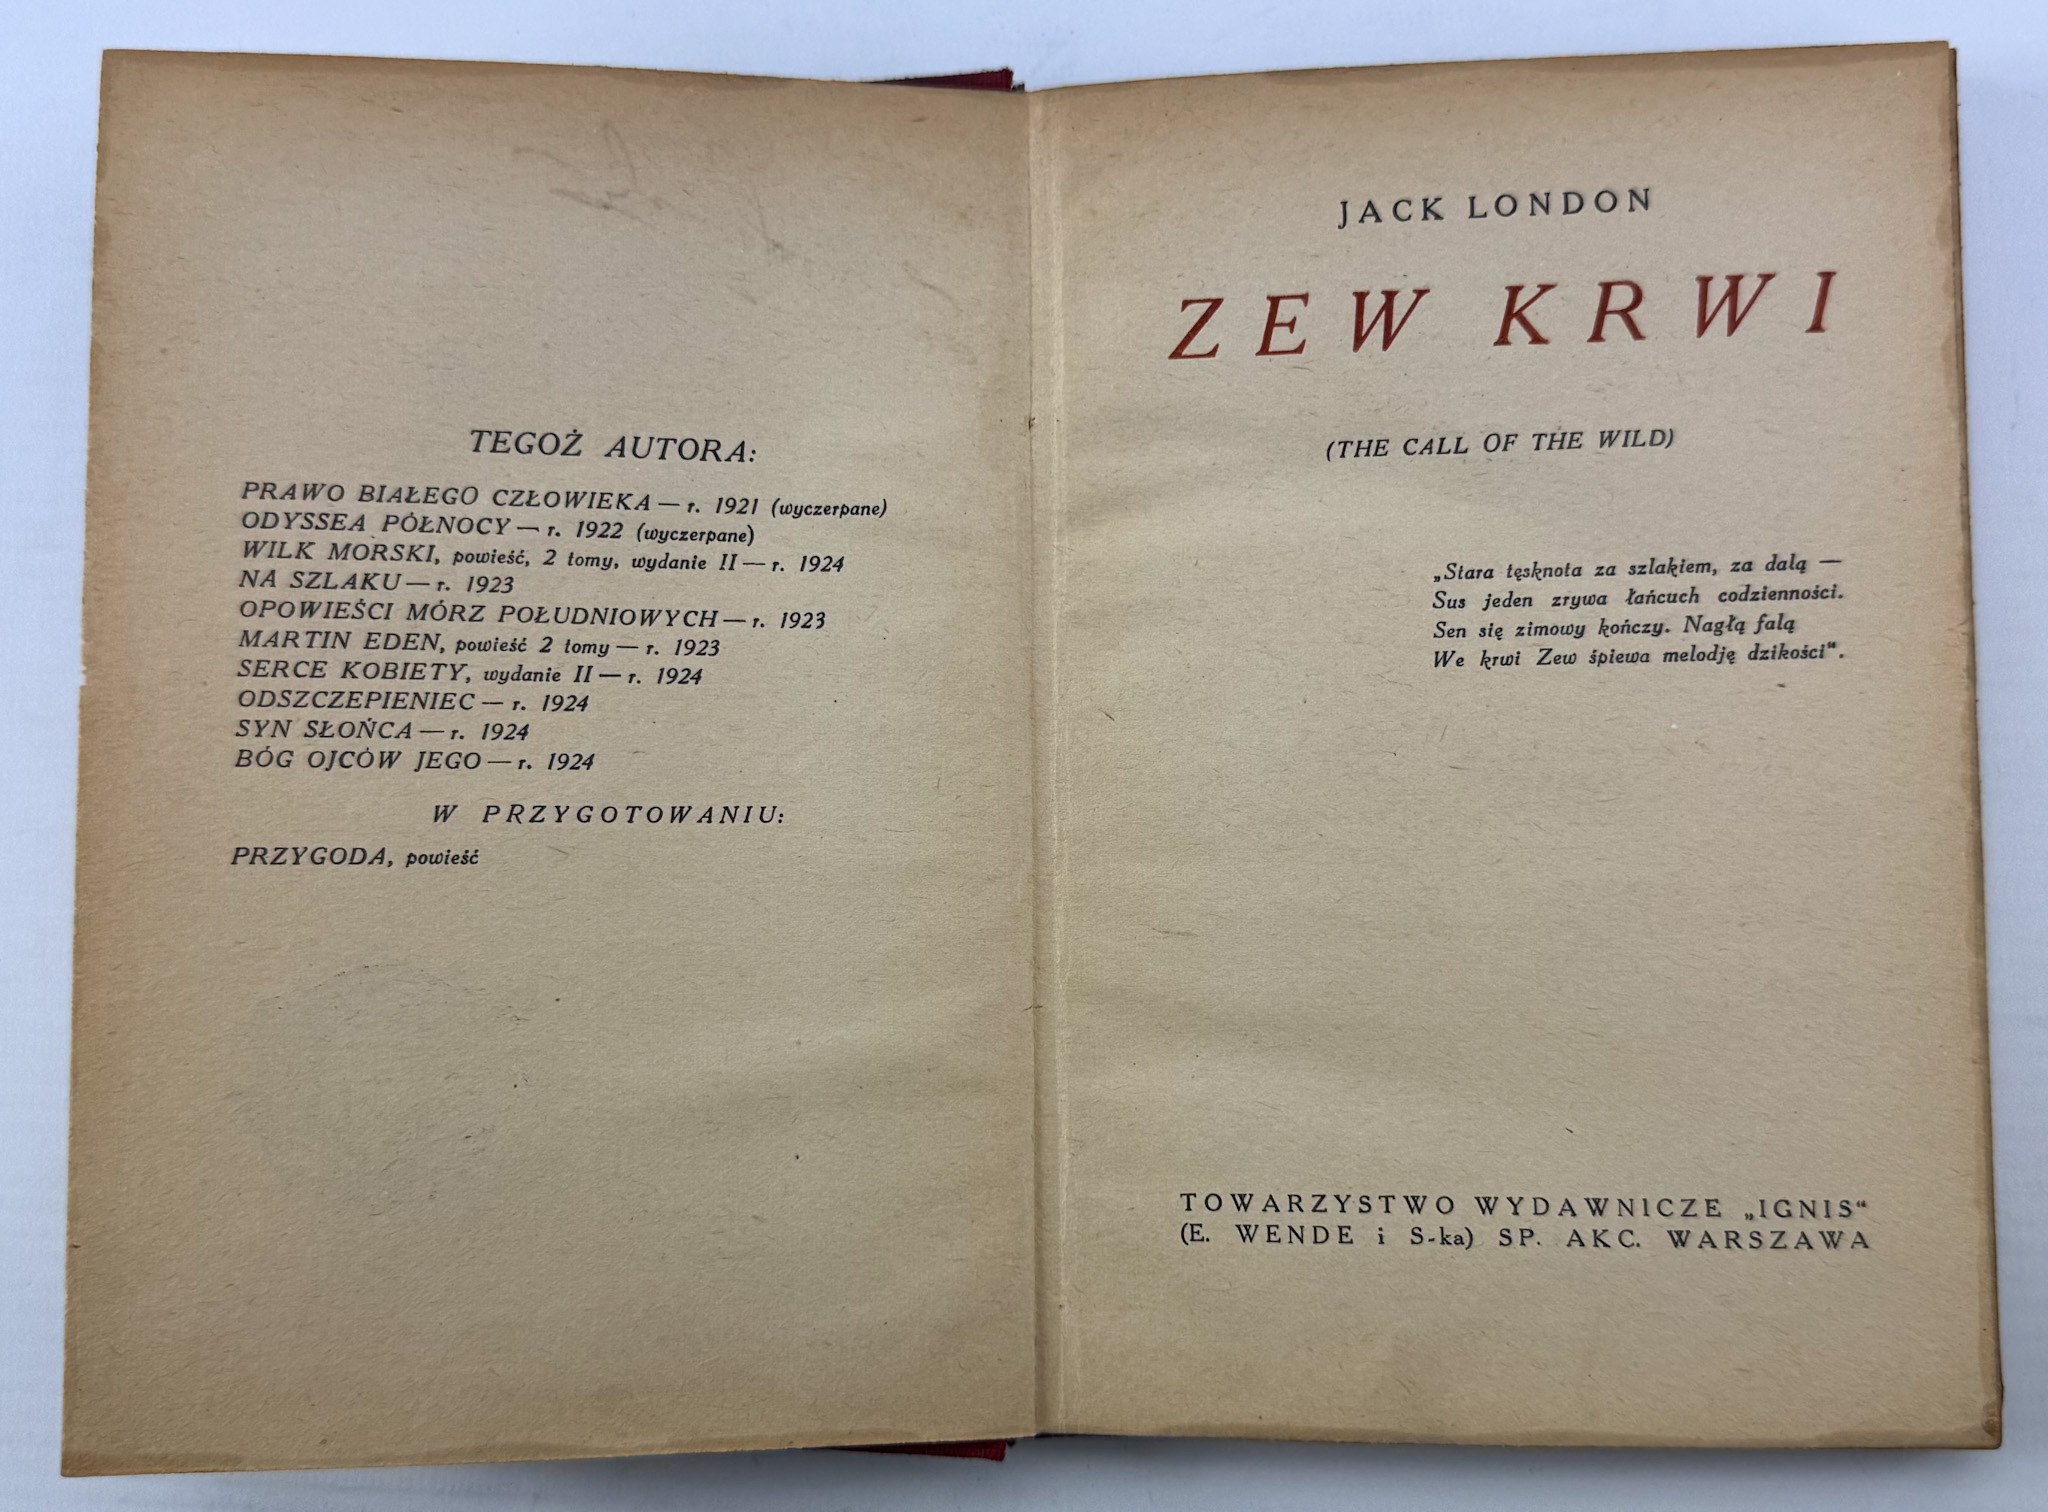 TEGOŻ AUTORA:
PRAWO BIAŁEGO CZŁOWIEKA — r. 1921 (wyczerpane)
ODYSSEA PÓŁNOCY — r. 1922 (wyczerpane)
WILK MORSKI, powieść, 2 tomy, wydanie II — r. 1924
NA SZLAKU — r. 1923
OPOWIEŚCI MÓRZ POŁUDNIOWYCH — r. 1923
MARTIN EDEN, powieść 2 tomy — r. 1923
SERCE KOBIETY, wydanie II — r. 1924
ODSZCZEPIENIEC — r. 1924
SYN SŁOŃCA — r. 1924
BÓG OJCÓW JEGO — r. 1924
W PRZYGOTOWANIU:
PRZYGODA, powieść
JACK LONDON
ZEW KRWI
(THE CALL OF THE WILD)
„Stara tęsknota za szlakiem, za dalą —
Sus jeden zrywa łańcuch codzienności.
Sen się zimowy kończy. Nagłą falą
We krwi Zew śpiewa melodję dzikości“.
TOWARZYSTWO WYDAWNICZE „IGNIS“
(E. WENDE i S-ka) SP. AKC. WARSZAWA